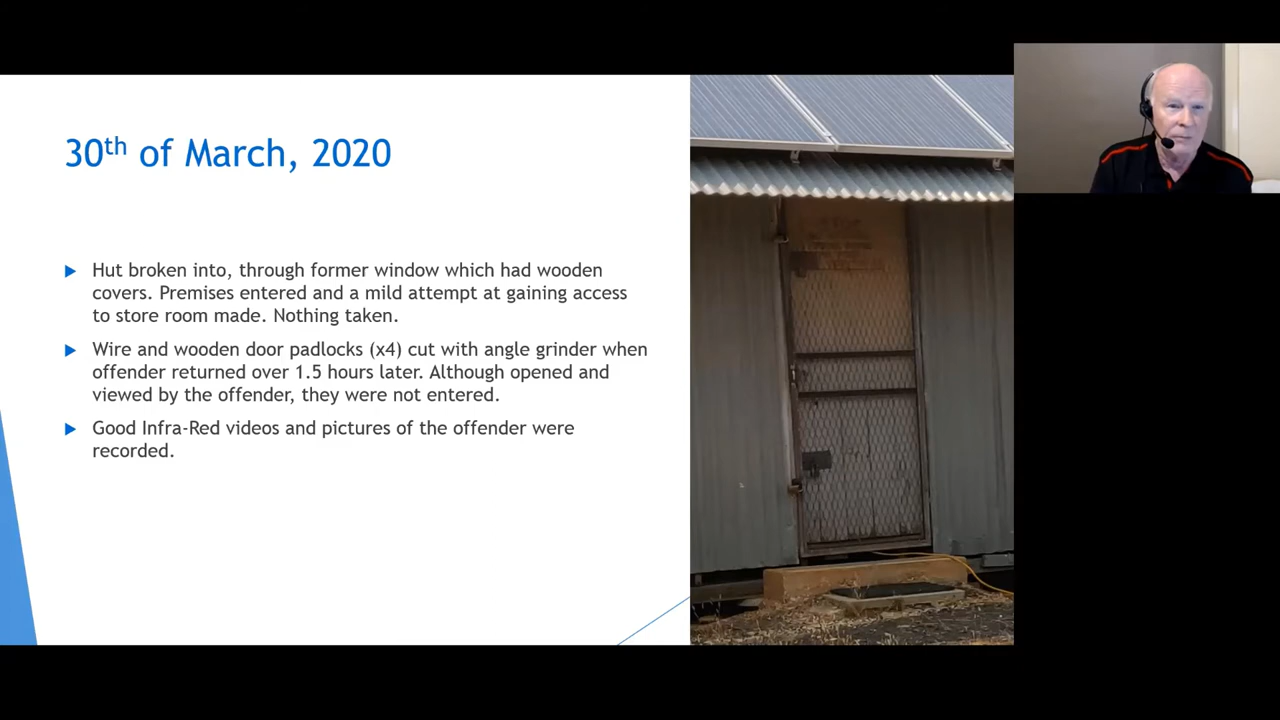 30th of March, 2020
Hut broken into, through former window which had wooden
covers. Premises entered and a mild attempt at gaining access
to store room made. Nothing taken.
Wire and wooden door padlocks (x4) cut with angle grinder when
offender returned over 1.5 hours later. Although opened and
viewed by the offender, they were not entered.
Good Infra-Red videos and pictures of the offender were
recorded.